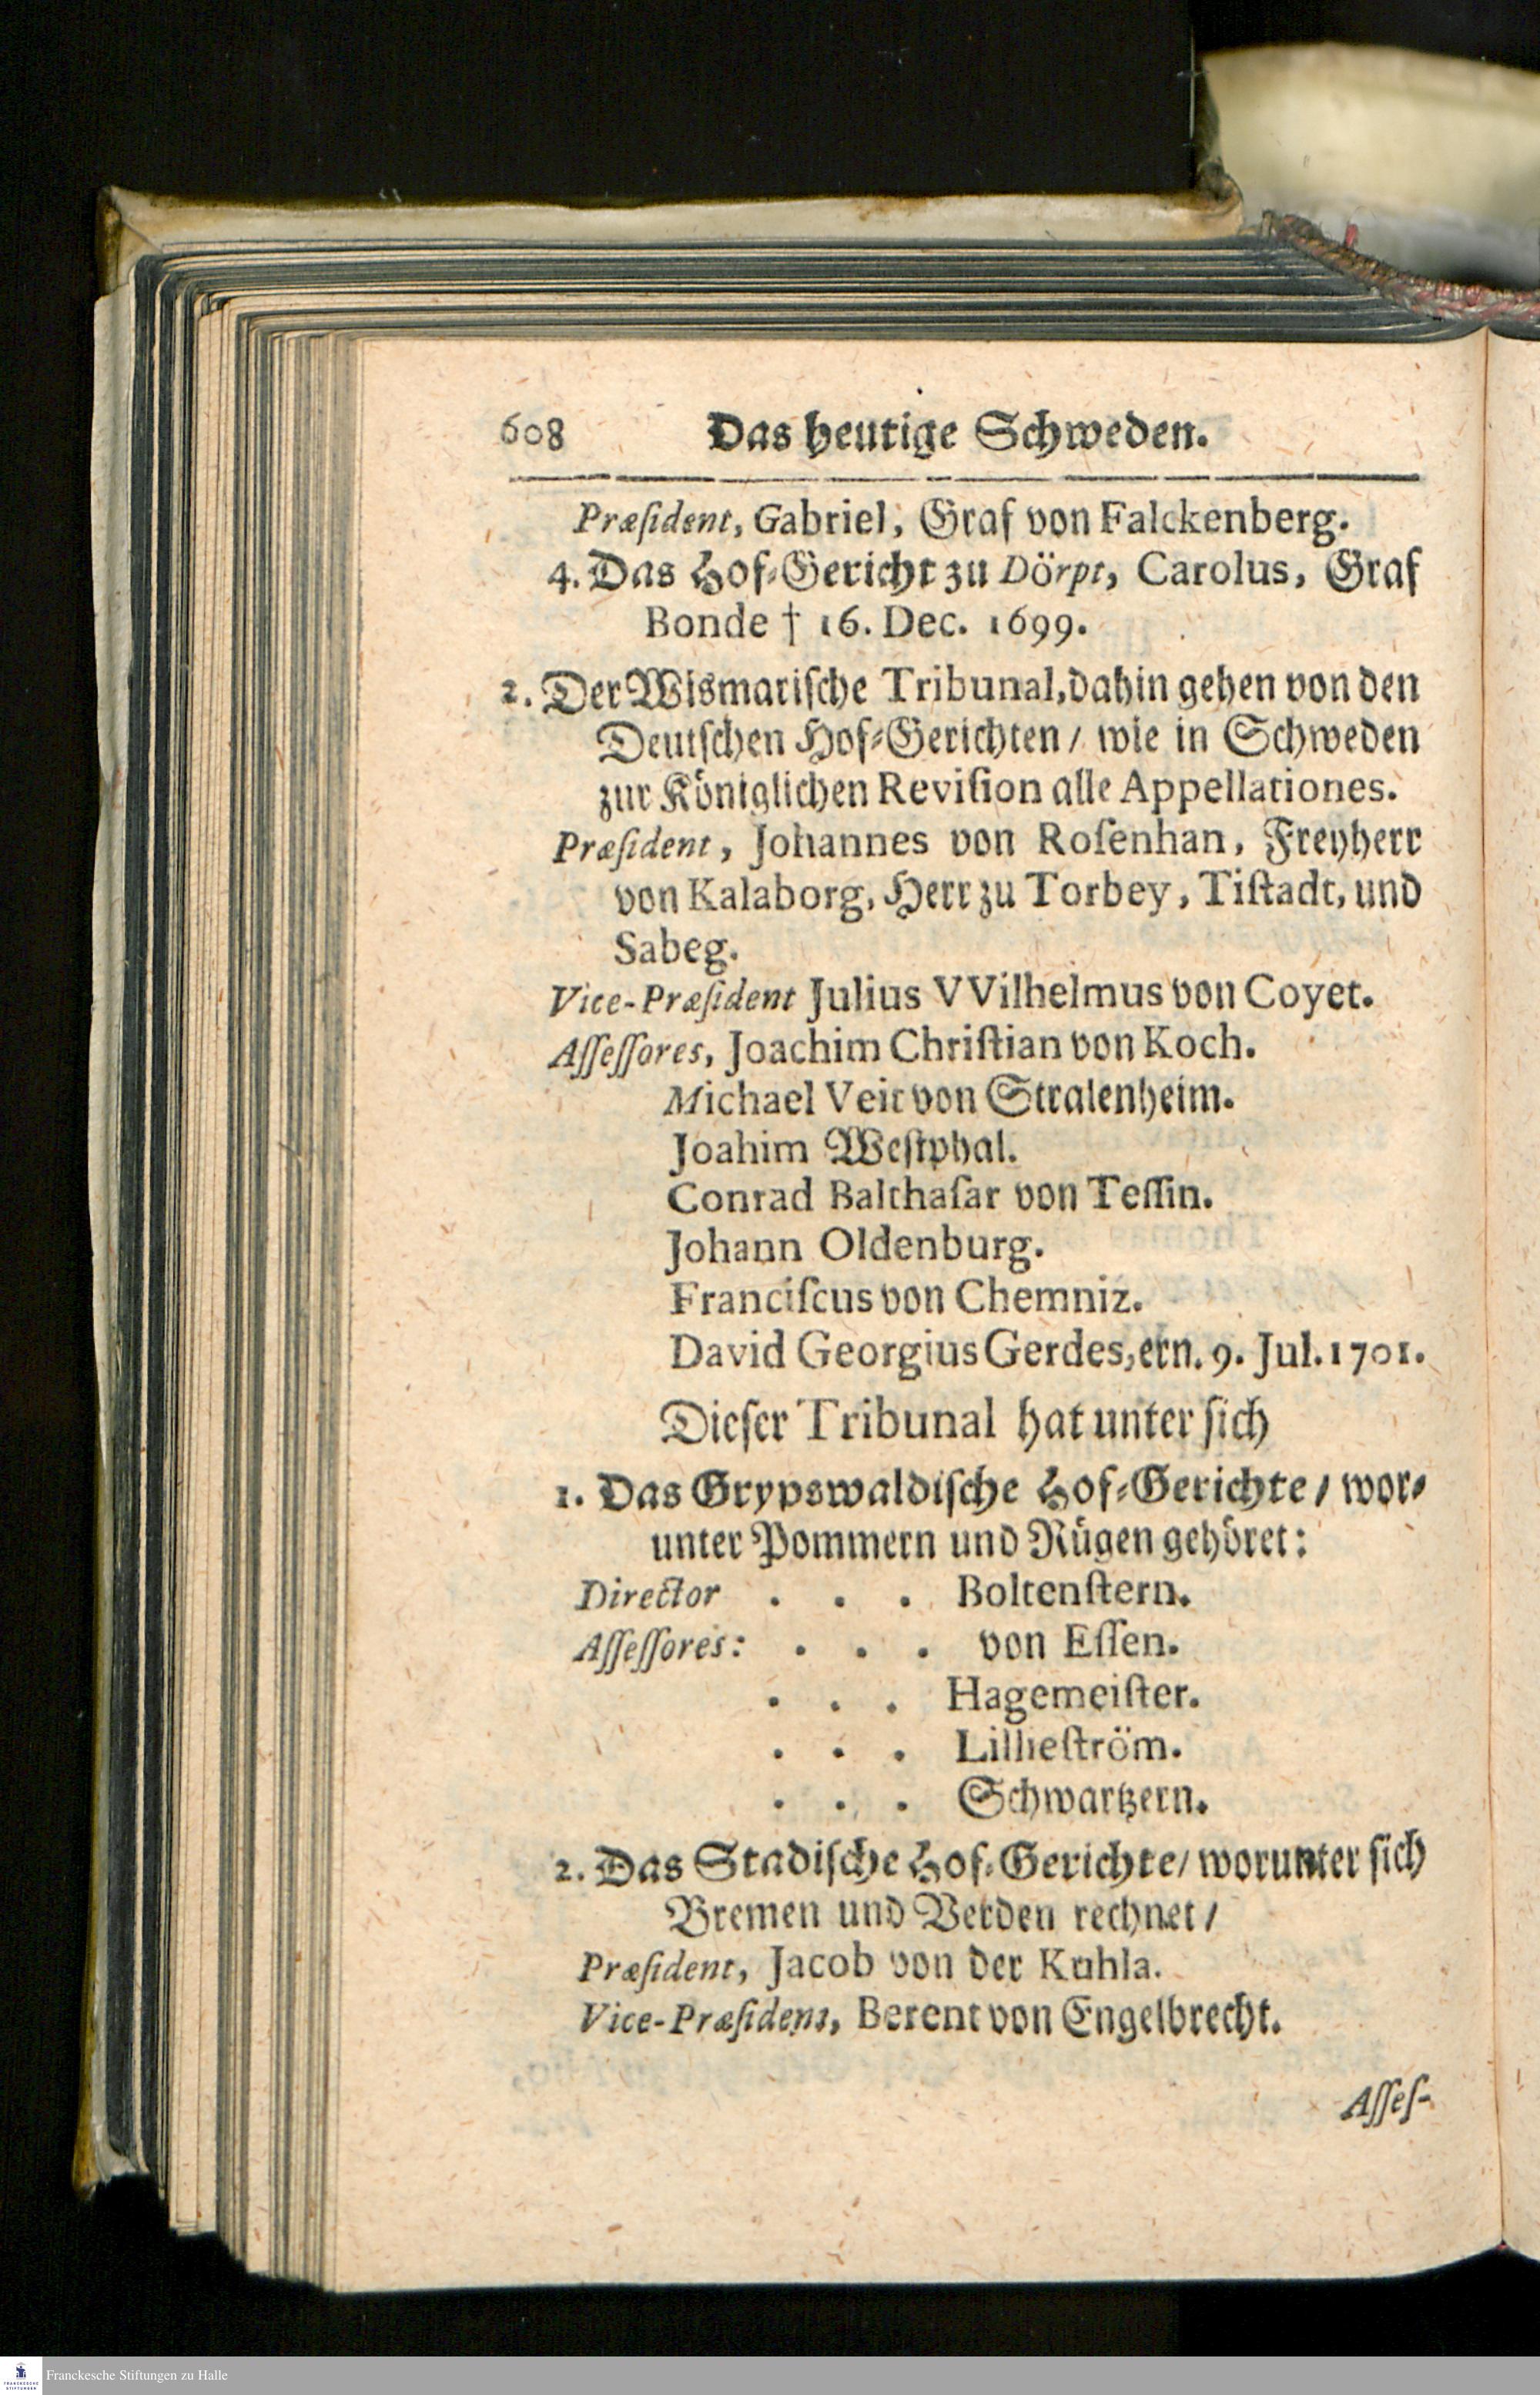 608 Das heutige Schweden.
Præſident, Gabriel, Graf von Falckenberg.
4. Das Hof-Gericht zu Dörpt, Carolus, Graf
Bonde † 16. Dec. 1699.
2. Der Wismarische Tribunal, dahin gehen von den
Deutſchen Hof-Gerichten / wie in Schweden
zur Königlichen Reviſion alle Appellationes.
Præſident, Johannes von Roſenhan, Freyherr
von Kalaborg, Herr zu Torbey, Tiſtadt, und
Sabeg.
Vice-Præſident Julius VVilhelmus von Coyet.
Aſſeſſores, Joachim Chriſtian von Koch.
Michael Veit von Stralenheim.
Joahim Weſtphal.
Conrad Balthaſar von Teſſin.
Johann Oldenburg.
Franciſcus von Chemniz.
David Georgius Gerdes, ern. 9. Jul. 1701.
Dieſer Tribunal hat unter ſich
1. Das Grypswaldiſche Hof-Gerichte / wor-
unter Pommern und Rügen gehöret:
Director . . . Boltenſtern.
Aſſeſſores: . . . von Eſſen.
. . . Hagemeiſter.
. . . Lillieſtröm.
. . . Schwartzern.
2. Das Stadiſche Hof-Gerichte / worunter ſich
Bremen und Verden rechnet /
Præſident, Jacob von der Kuhla.
Vice-Præſident, Berent von Engelbrecht.
Aſſeſ-
Franckesche Stiftungen zu Halle
FRANCKESCHE
STIFTUNGEN